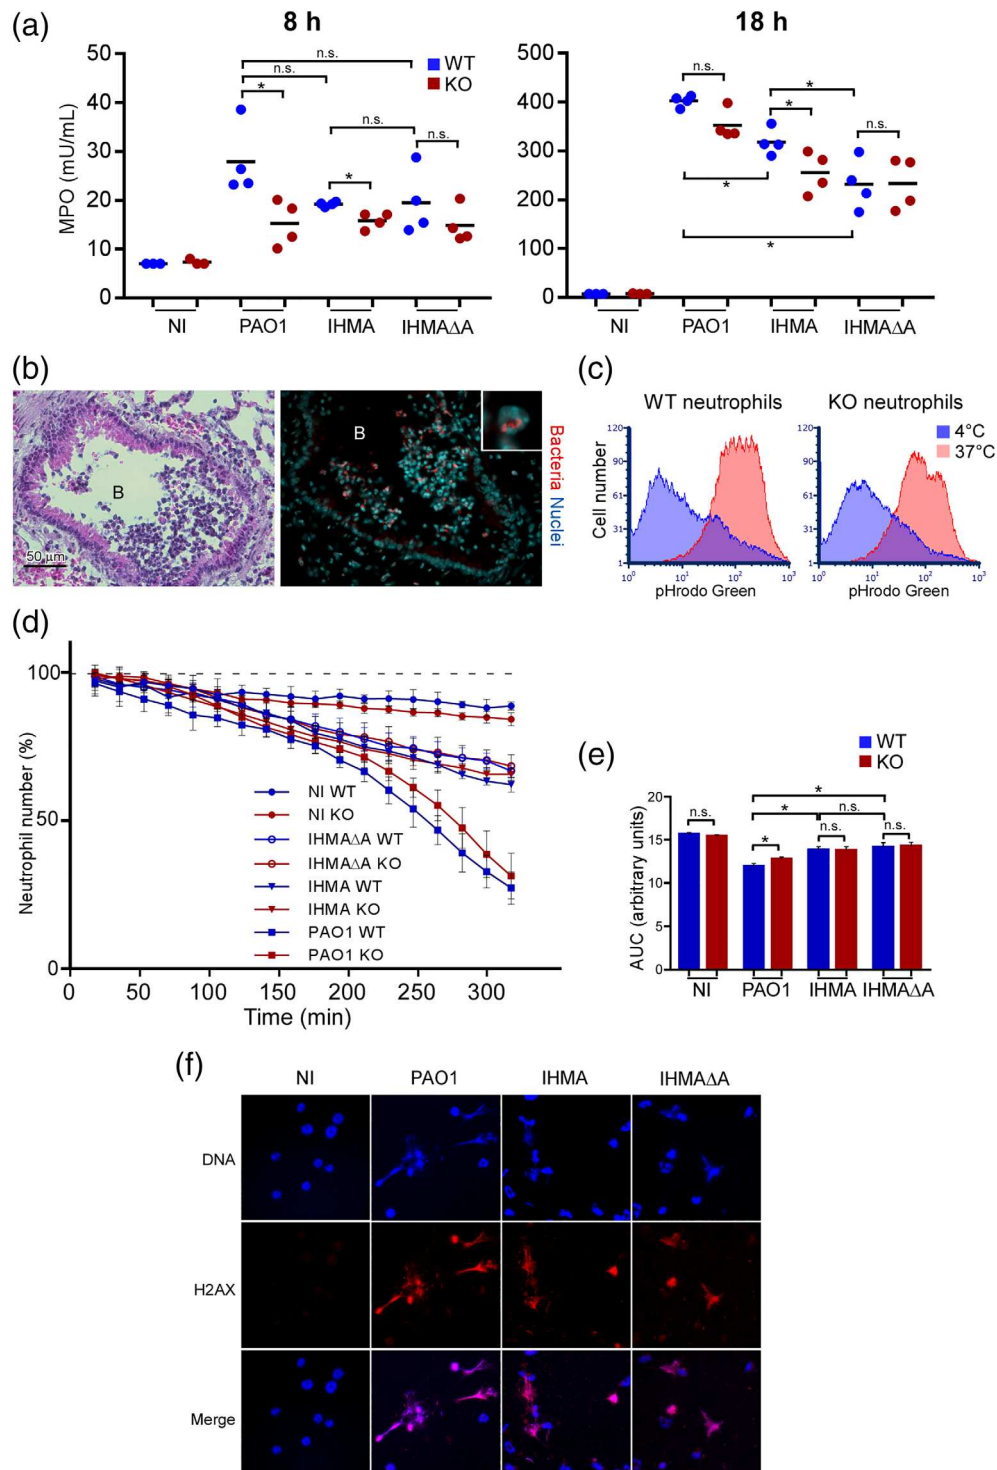 (a)
8 h
18 h
MPO (mU/mL)
50
40
30
20
10
0
n.s.
n.s.
*
n.s.
*
n.s.
WT
KO
NI
PAO1
IHMA
IHMAΔA
500
400
300
200
100
0
n.s.
*
*
n.s.
*
*
NI
PAO1
IHMA
IHMAΔA
(b)
B
50 μm
B
Bacteria Nuclei
(c)
WT neutrophils
KO neutrophils
4°C
37°C
Cell number
120
90
61
31
1
10⁰ 10¹ 10² 10³
pHrodo Green
120
90
61
31
1
10⁰ 10¹ 10² 10³
pHrodo Green
(d)
Neutrophil number (%)
100
50
0
NI WT
NI KO
IHMAΔA WT
IHMAΔA KO
IHMA WT
IHMA KO
PAO1 WT
PAO1 KO
0 50 100 150 200 250 300
Time (min)
(e)
WT
KO
AUC (arbitrary units)
20
15
10
5
0
n.s.
*
*
*
n.s.
n.s.
n.s.
NI
PAO1
IHMA
IHMAΔA
(f)
NI
PAO1
IHMA
IHMAΔA
DNA
H2AX
Merge